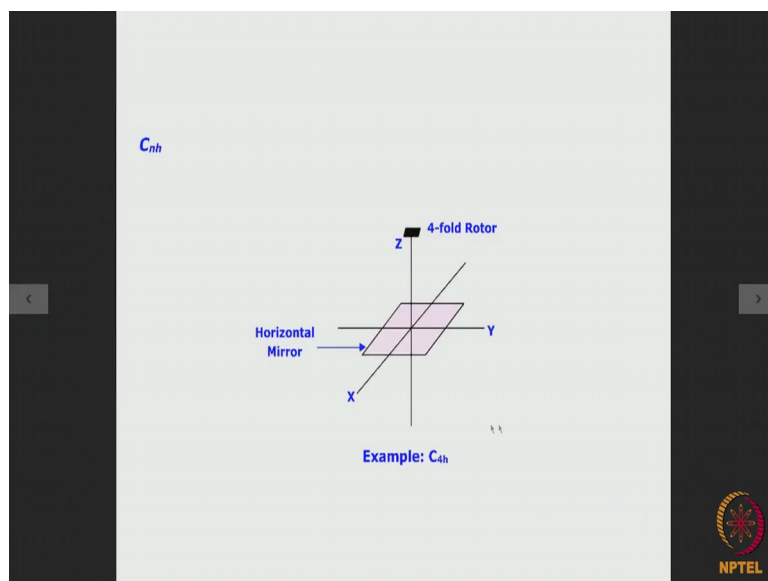 Cnh
4-fold Rotor
Z
Horizontal
Mirror
Y
X
Example: C4h
NPTEL